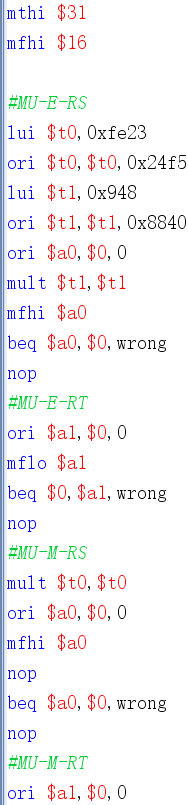 mthi $31
mfhi $16
#MU-E-RS
lui $t0,0xfe23
ori $t0,$t0,0x24f5
lui $t1,0x948
ori $t1,$t1,0x8840
ori $a0,$0,0
mult $t1,$t1
mfhi $a0
beq $a0,$0,wrong
nop
#MU-E-RT
ori $a1,$0,0
mflo $a1
beq $0,$a1,wrong
nop
#MU-M-RS
mult $t0,$t0
ori $a0,$0,0
mfhi $a0
nop
beq $a0,$0,wrong
nop
#MU-M-RT
ori $a1,$0,0